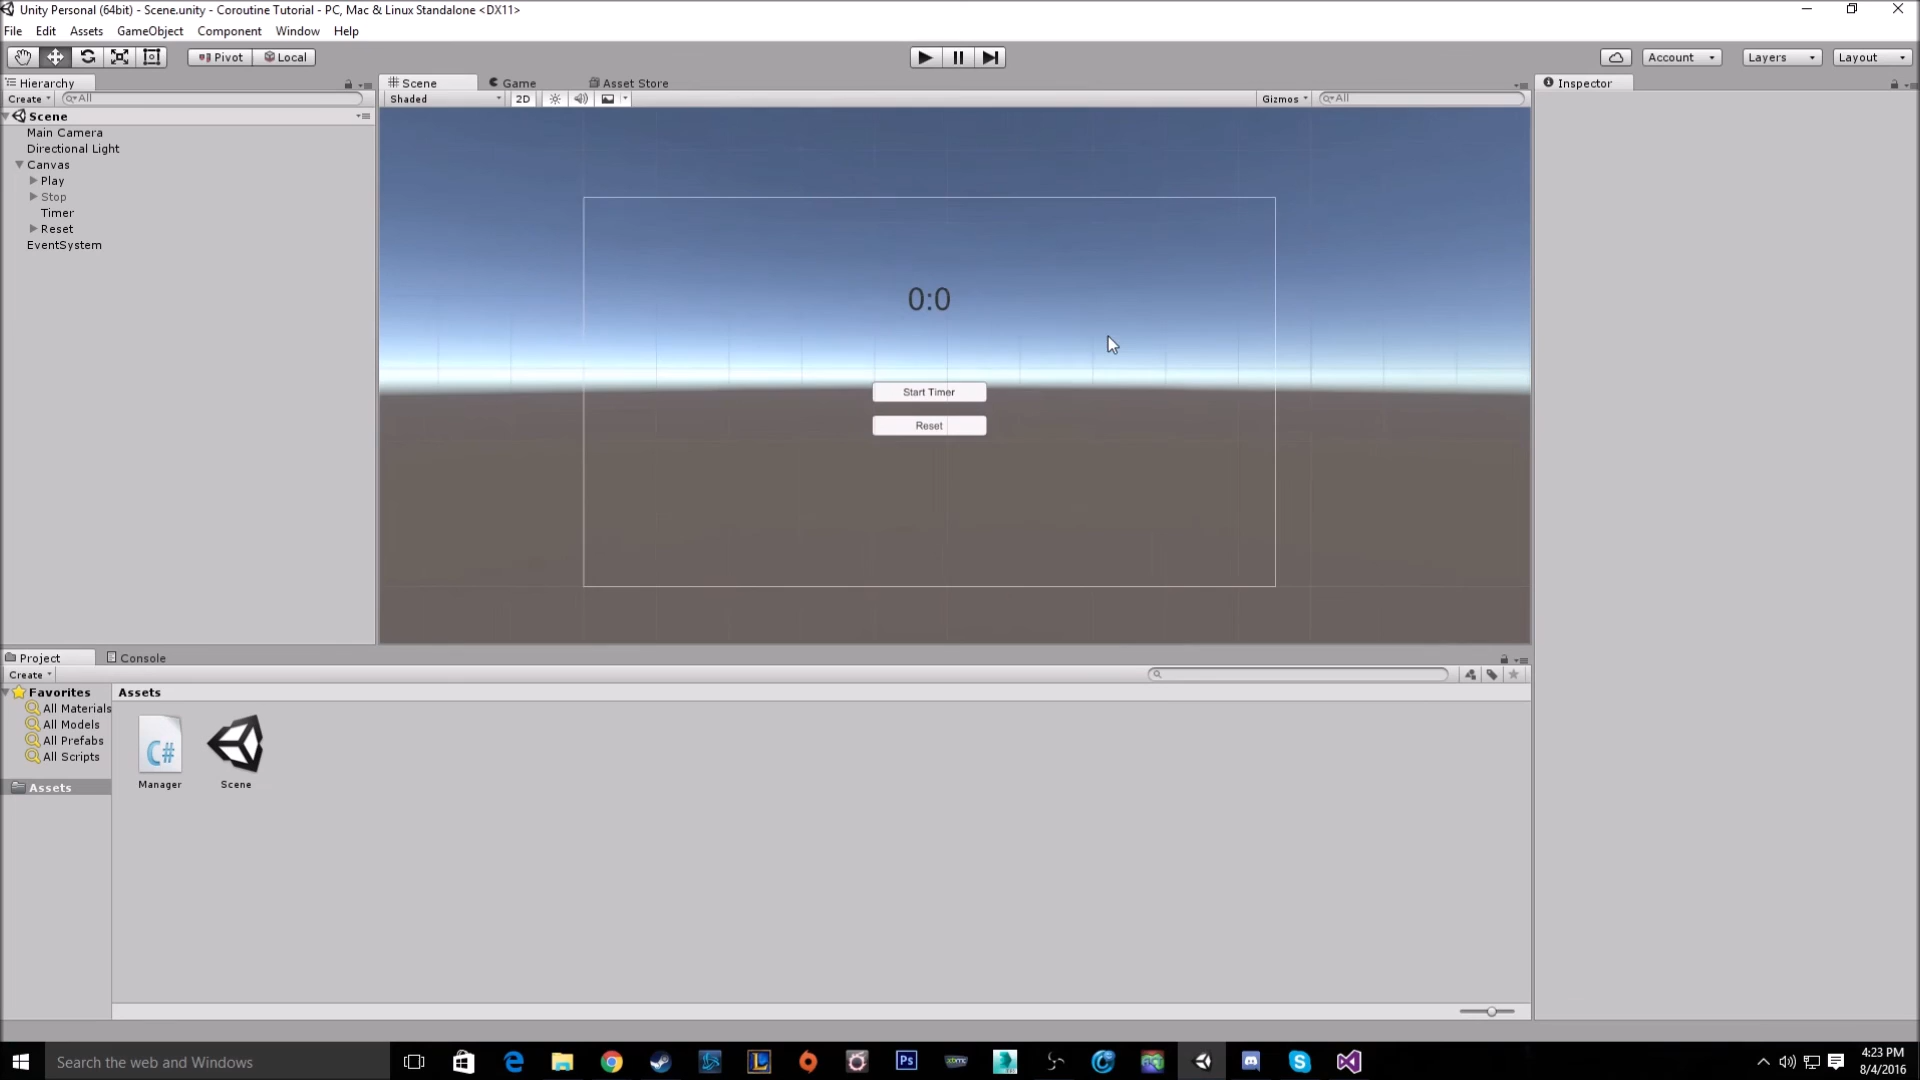 Unity Personal (64bit) - Scene.unity - Coroutine Tutorial - PC, Mac & Linux Standalone <DX11>
File Edit Assets GameObject Component Window Help
Pivot Local Account Layers Layout
Hierarchy Scene Game Asset Store Inspector
Create All Shaded 2D Gizmos All
Scene
Main Camera
Directional Light
Canvas
Play
Stop
Timer
Reset
EventSystem
0:0
Start Timer
Reset
Project Console
Create
Favorites Assets
All Materials
All Models
All Prefabs
All Scripts
Assets
C#
Manager Scene
Search the web and Windows
Ps
4:23 PM
8/4/2016